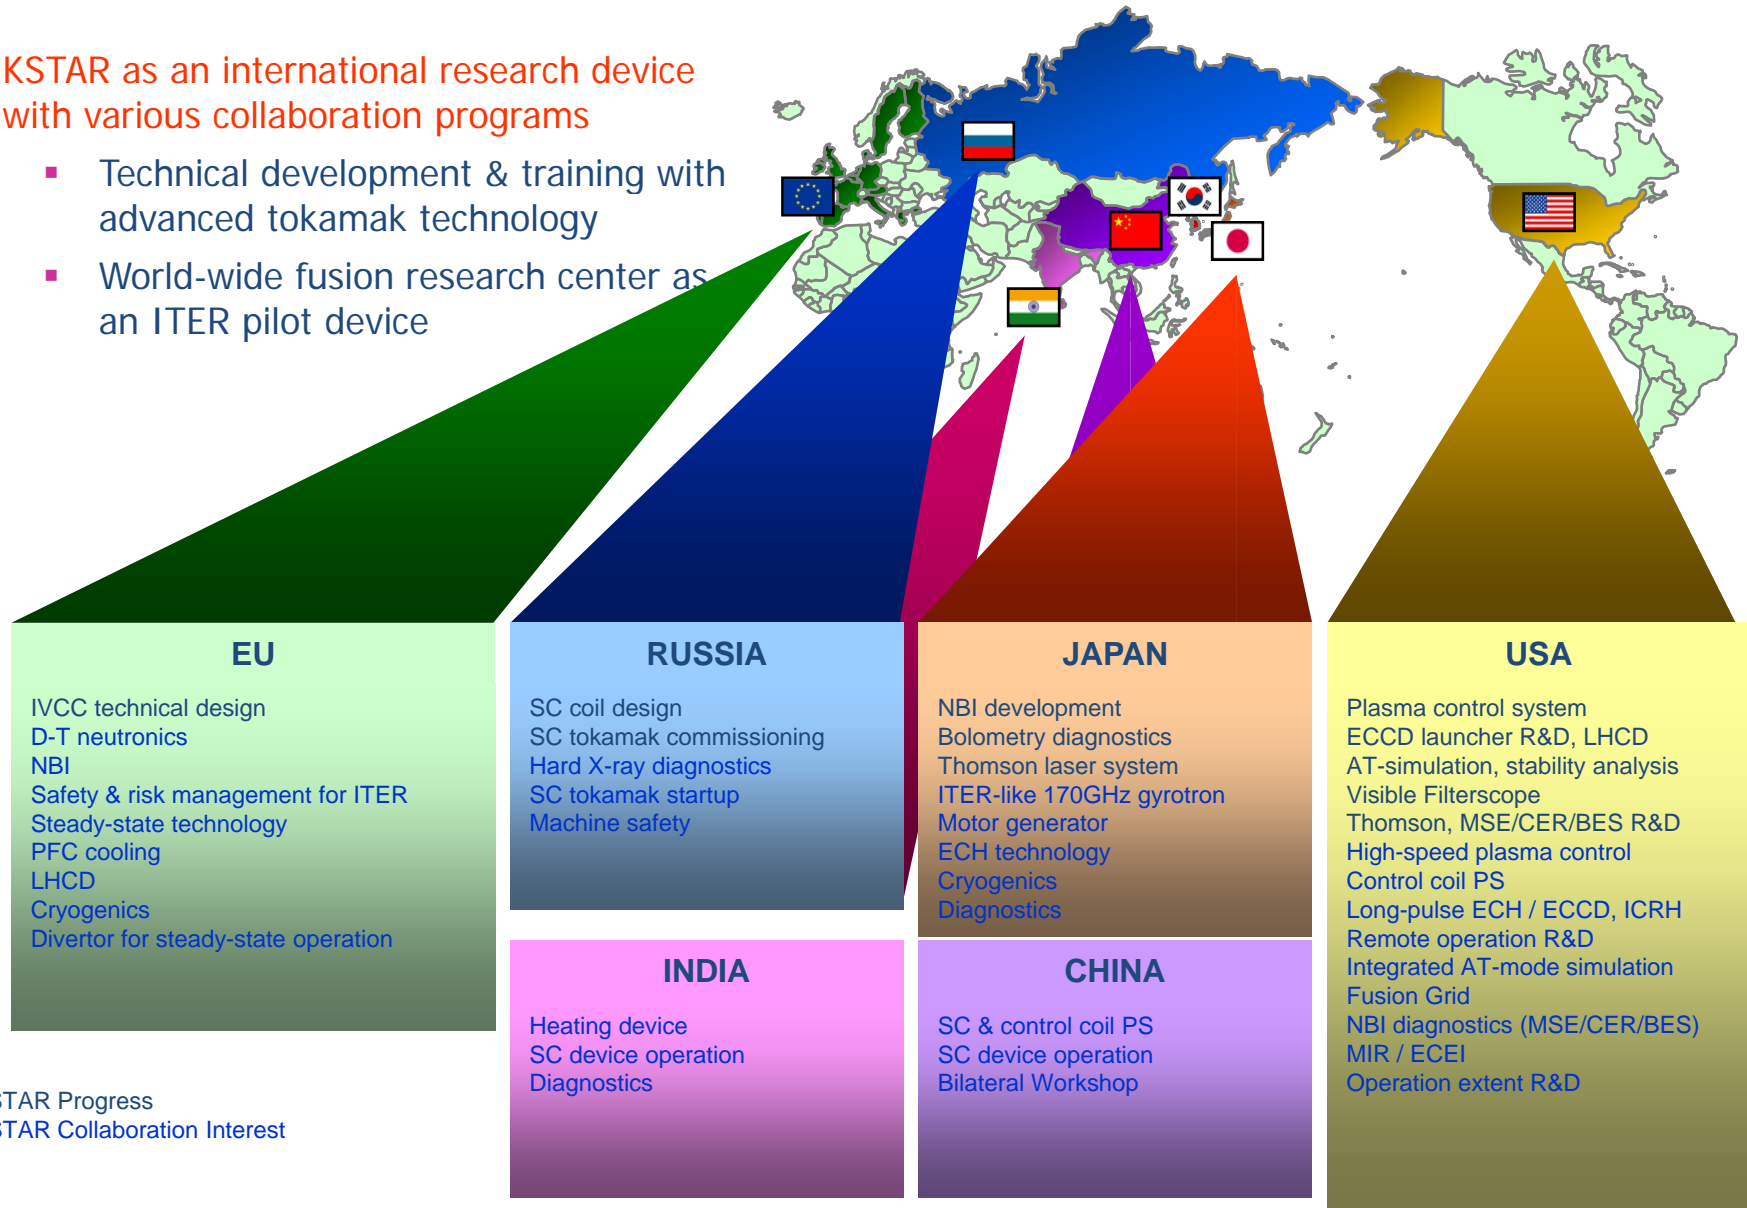 KSTAR as an international research device
with various collaboration programs
▪ Technical development & training with
advanced tokamak technology
▪ World-wide fusion research center as
an ITER pilot device
EU
IVCC technical design
D-T neutronics
NBI
Safety & risk management for ITER
Steady-state technology
PFC cooling
LHCD
Cryogenics
Divertor for steady-state operation
RUSSIA
SC coil design
SC tokamak commissioning
Hard X-ray diagnostics
SC tokamak startup
Machine safety
JAPAN
NBI development
Bolometry diagnostics
Thomson laser system
ITER-like 170GHz gyrotron
Motor generator
ECH technology
Cryogenics
Diagnostics
USA
Plasma control system
ECCD launcher R&D, LHCD
AT-simulation, stability analysis
Visible Filterscope
Thomson, MSE/CER/BES R&D
High-speed plasma control
Control coil PS
Long-pulse ECH / ECCD, ICRH
Remote operation R&D
Integrated AT-mode simulation
Fusion Grid
NBI diagnostics (MSE/CER/BES)
MIR / ECEI
Operation extent R&D
INDIA
Heating device
SC device operation
Diagnostics
CHINA
SC & control coil PS
SC device operation
Bilateral Workshop
STAR Progress
STAR Collaboration Interest